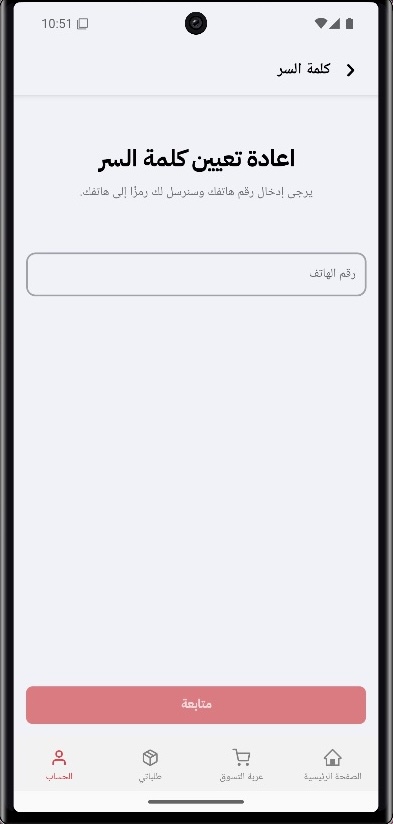 10:51
كلمة السر
اعادة تعيين كلمة السر
يرجى إدخال رقم هاتفك وسنرسل لك رمزًا إلى هاتفك.
رقم الهاتف
متابعة
الصفحة الرئيسية
عربة التسوق
طلباتي
الحساب